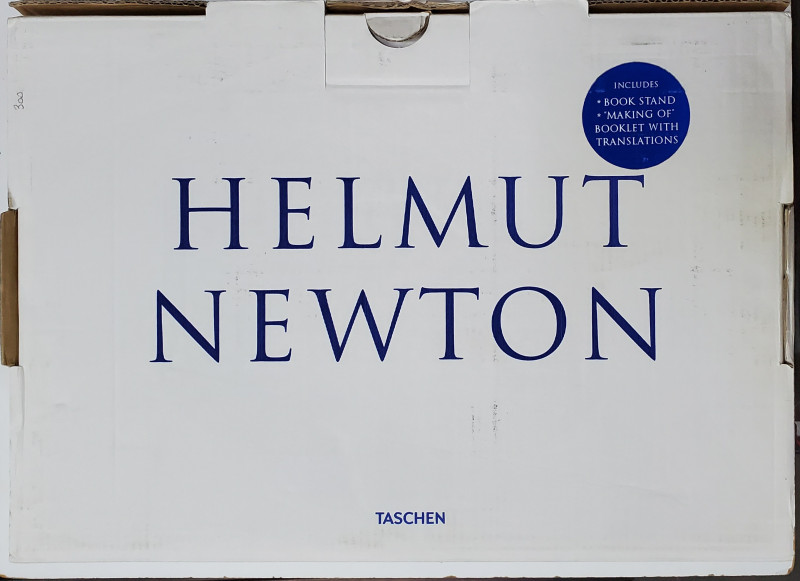 300
INCLUDES
• BOOK STAND
• "MAKING OF"
BOOKLET WITH
TRANSLATIONS
HELMUT
NEWTON
TASCHEN